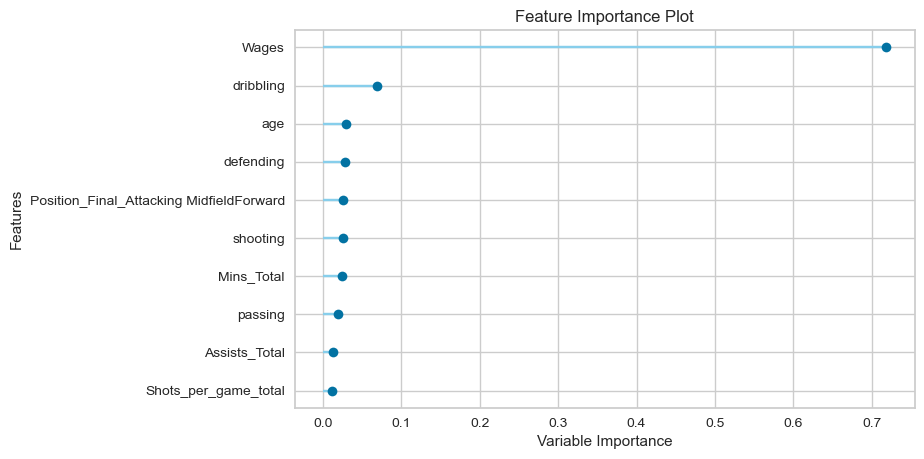 Feature Importance Plot
Features
Wages
dribbling
age
defending
Position_Final_Attacking MidfieldForward
shooting
Mins_Total
passing
Assists_Total
Shots_per_game_total
0.0 0.1 0.2 0.3 0.4 0.5 0.6 0.7
Variable Importance